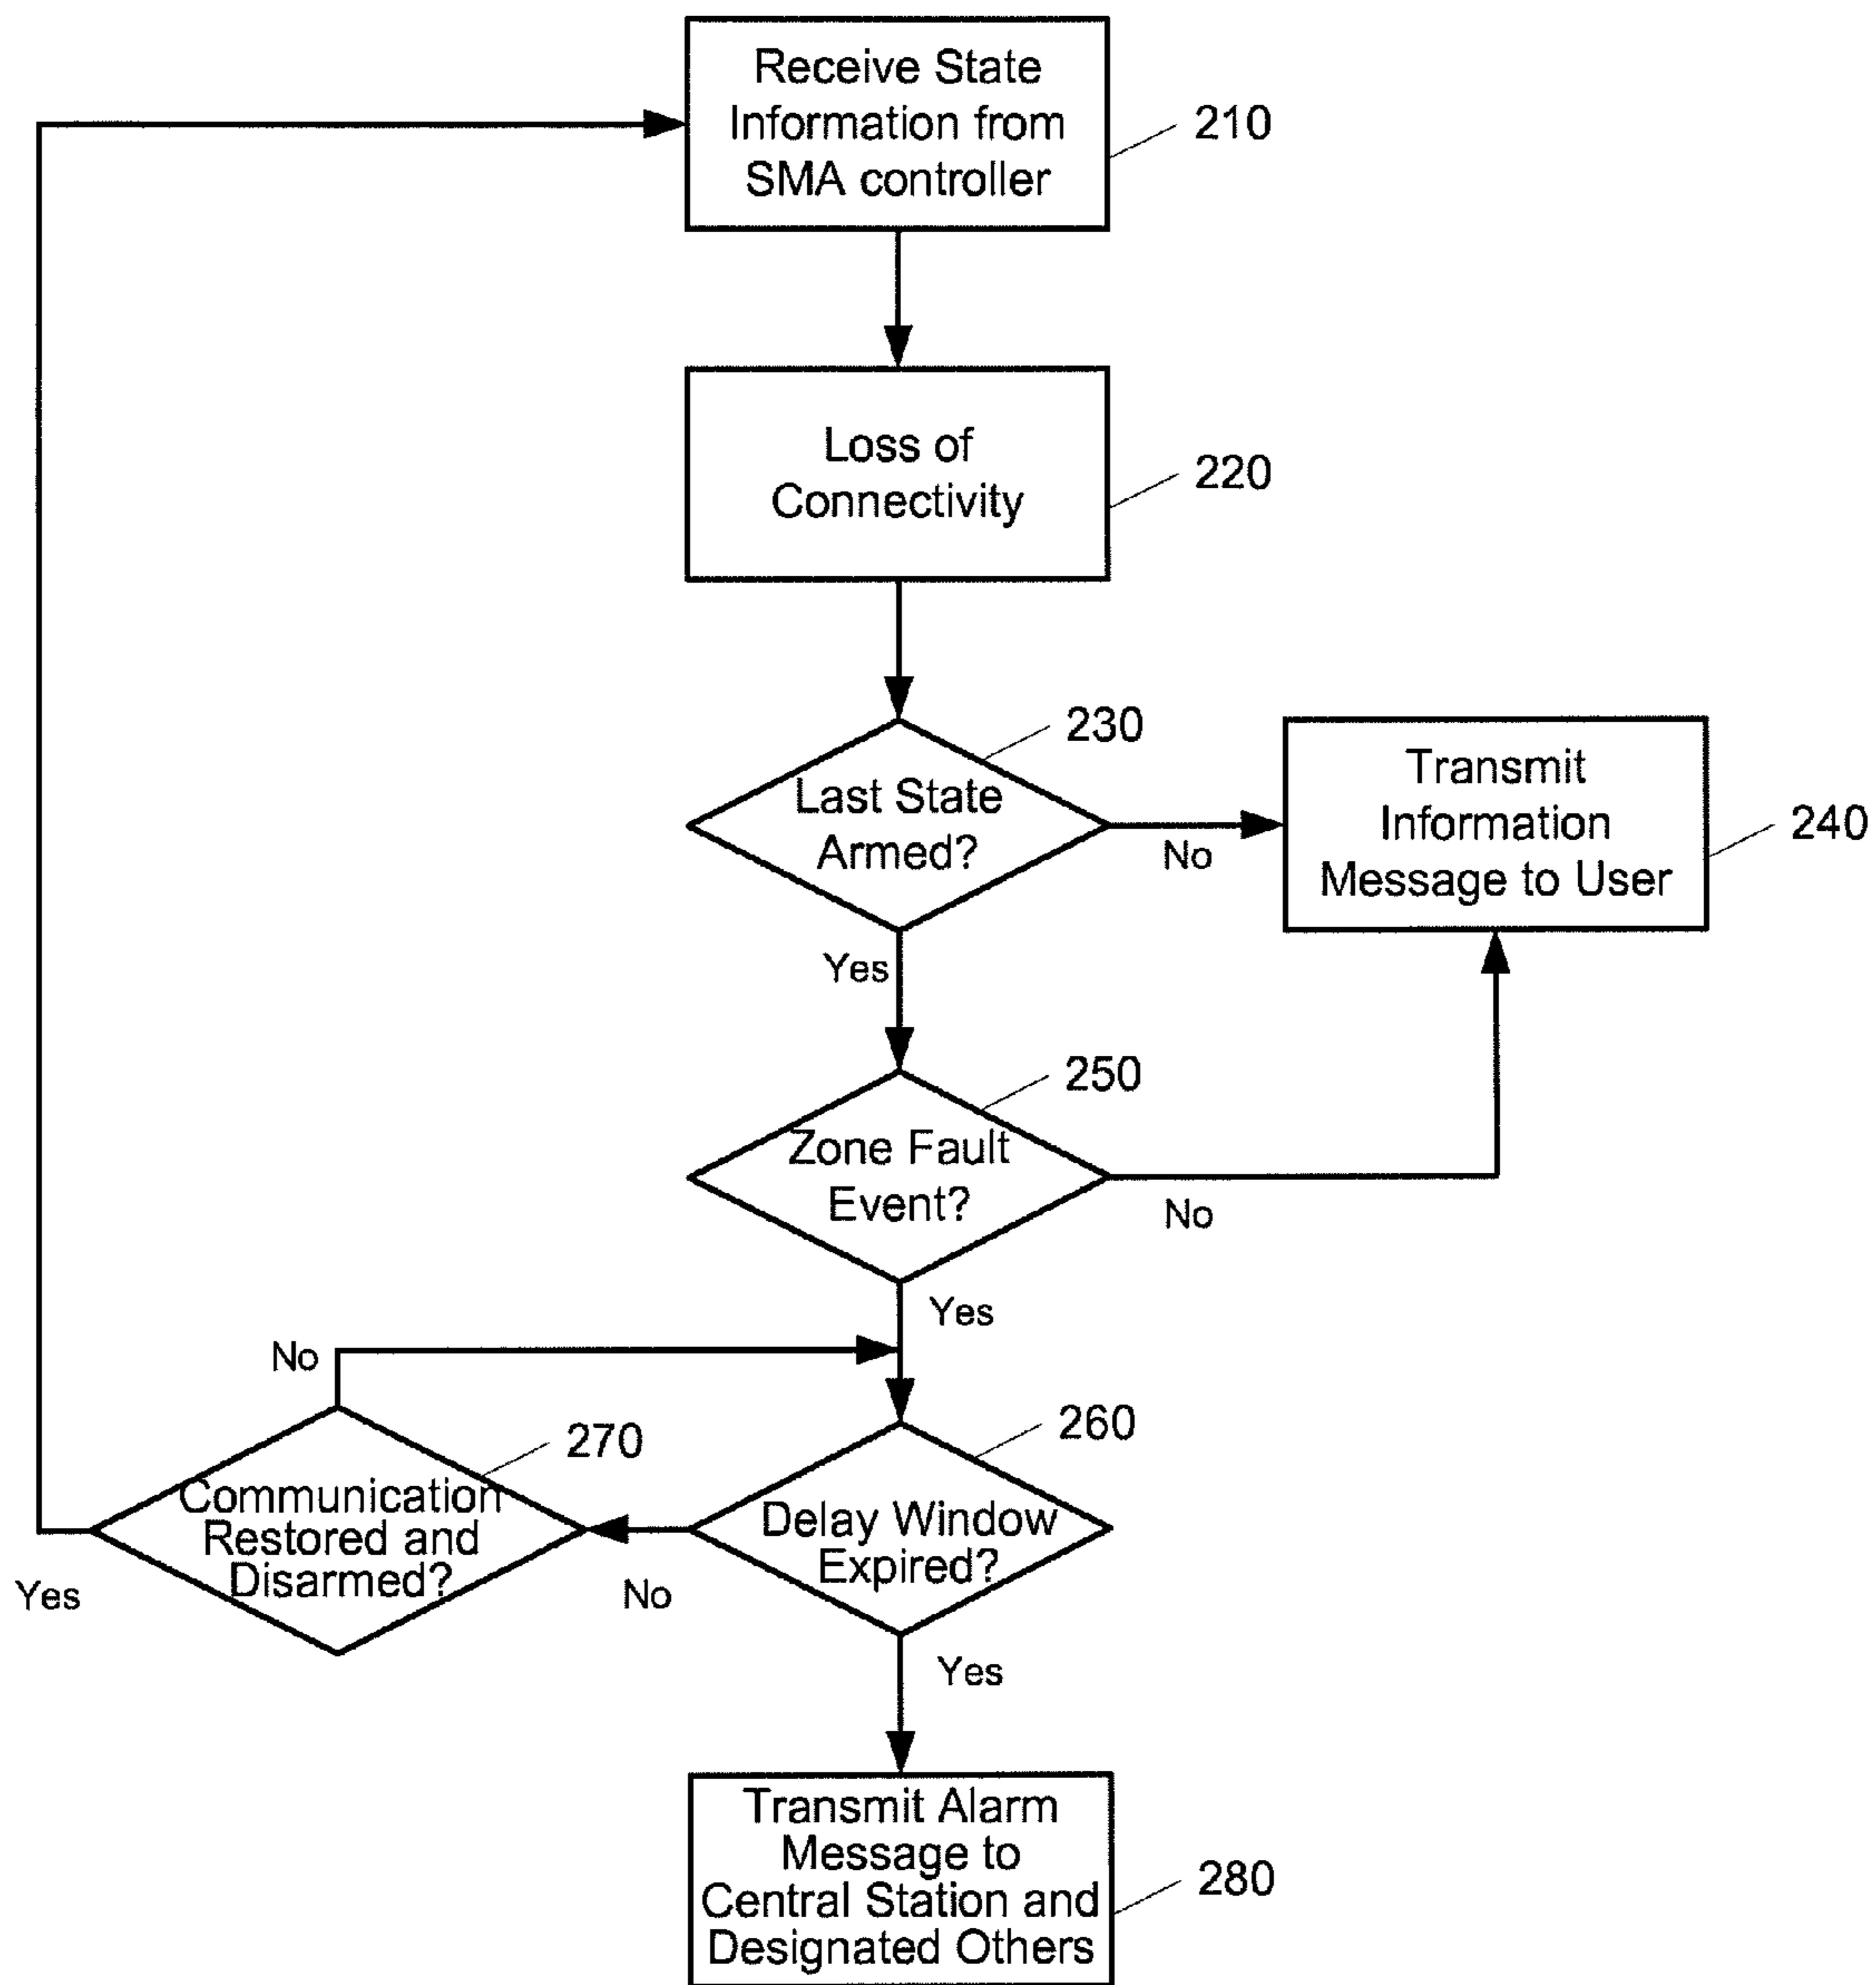 Receive State
Information from
SMA controller
210
Loss of
Connectivity
220
230
Last State
Armed?
No
Yes
Transmit
Information
Message to User
240
250
Zone Fault
Event?
No
Yes
No
270
Communication
Restored and
Disarmed?
Yes
260
Delay Window
Expired?
No
Yes
Transmit Alarm
Message to
Central Station and
Designated Others
280